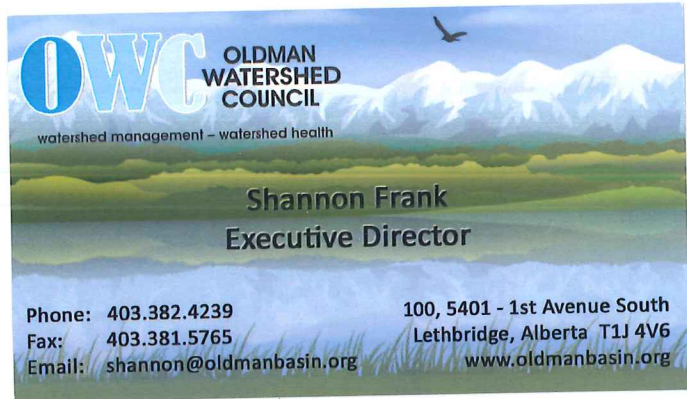 OWC
OLDMAN
WATERSHED
COUNCIL
watershed management – watershed health
Shannon Frank
Executive Director
Phone: 403.382.4239
Fax: 403.381.5765
Email: shannon@oldmanbasin.org
100, 5401 - 1st Avenue South
Lethbridge, Alberta T1J 4V6
www.oldmanbasin.org